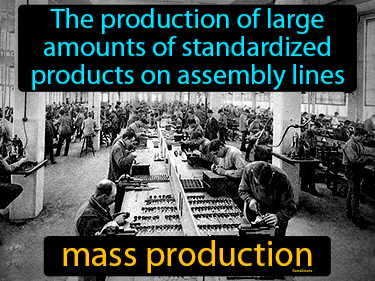 The production of large
amounts of standardized
products on assembly lines
mass production